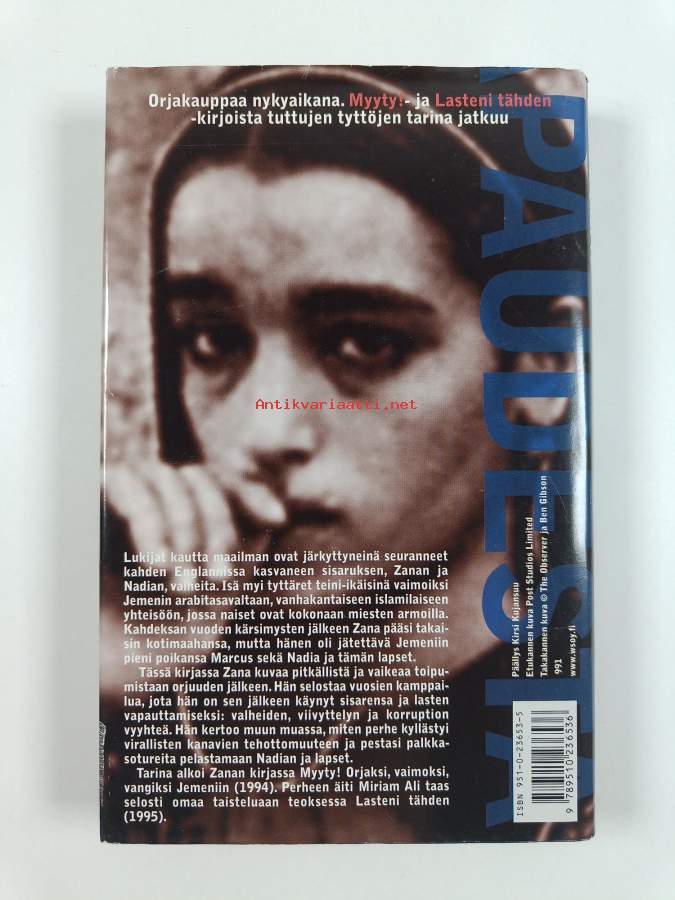 Orjakauppaa nykyaikana. Myyty!- ja Lasteni tähden
-kirjoista tuttujen tyttöjen tarina jatkuu
PAUDESTA
Antikvariaatti.net
Lukijat kautta maailman ovat järkyttyneinä seuranneet
kahden Englannissa kasvaneen sisaruksen, Zanan ja
Nadian, vaiheita. Isä myi tyttäret teini-ikäisinä vaimoiksi
Jemenin arabitasavaltaan, vanhakantaiseen islamilaiseen
yhteisöön, jossa naiset ovat kokonaan miesten armoilla.
Kahdeksan vuoden kärsimysten jälkeen Zana pääsi takai-
sin kotimaahansa, mutta hänen oli jätettävä Jemeniin
pieni poikansa Marcus sekä Nadia ja tämän lapset.
Tässä kirjassa Zana kuvaa pitkällistä ja vaikeaa toipu-
mistaan orjuuden jälkeen. Hän selostaa vuosien kamppai-
lua, jota hän on sen jälkeen käynyt sisarensa ja lasten
vapauttamiseksi: valheiden, viivyttelyn ja korruption
vyyhteä. Hän kertoo muun muassa, miten perhe kyllästyi
virallisten kanavien tehottomuuteen ja pestasi palkka-
sotureita pelastamaan Nadian ja lapset.
Tarina alkoi Zanan kirjassa Myyty! Orjaksi, vaimoksi,
vangiksi Jemeniin (1994). Perheen äiti Miriam Ali taas
selosti omaa taisteluaan teoksessa Lasteni tähden
(1995).
Päällys Kirsi Kujansuu
Etukannen kuva Post Studios Limited
Takakannen kuva © The Observer ja Ben Gibson
991
www.wsoy.fi
ISBN 951-0-23653-5
9 789510 236536